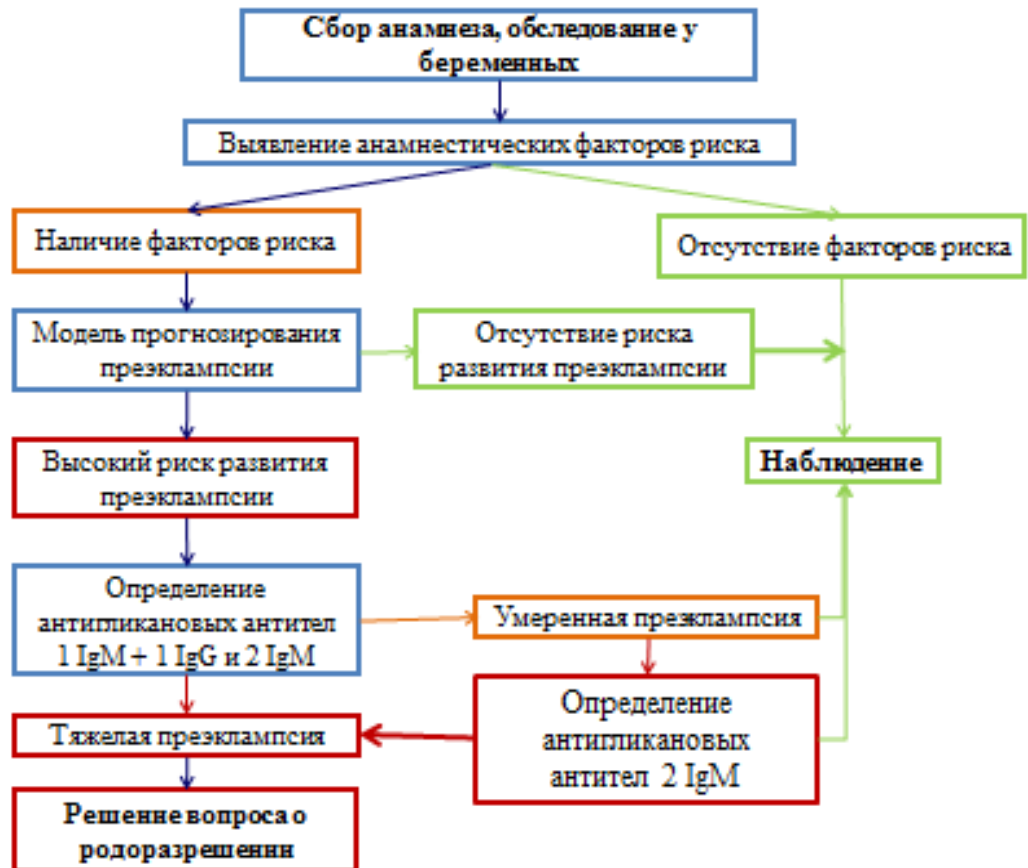 Сбор анамнеза, обследование у
беременных
Выявление анамнестических факторов риска
Наличие факторов риска
Отсутствие факторов риска
Модель прогнозирования
преэклампсии
Отсутствие риска
развития преэклампсии
Высокий риск развития
преэклампсии
Наблюдение
Определение
антигликановых антител
1 IgM + 1 IgG и 2 IgM
Умеренная преэклампсия
Определение
антигликановых
антител 2 IgM
Тяжелая преэклампсия
Решение вопроса о
родоразрешении